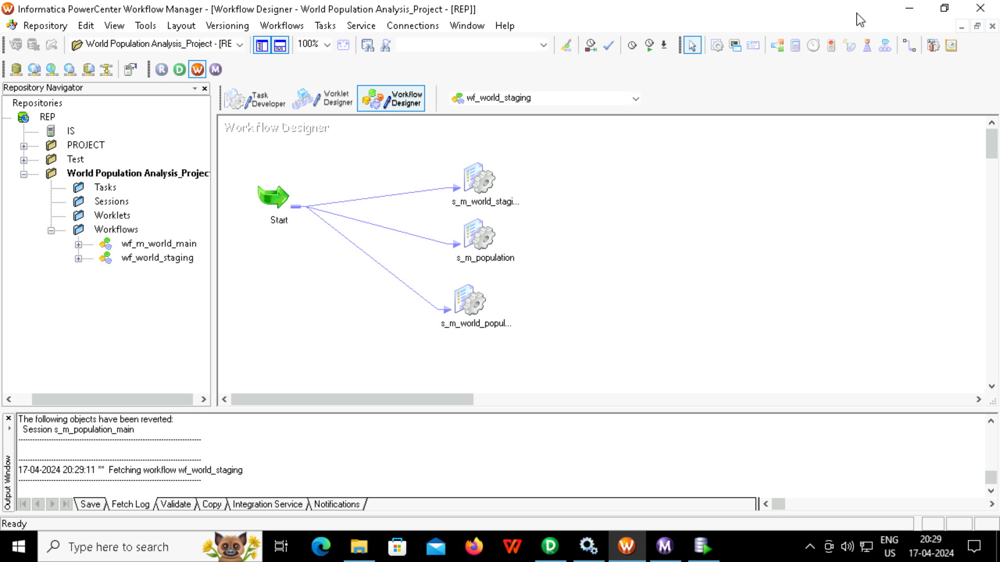 Informatica PowerCenter Workflow Manager - [Workflow Designer - World Population Analysis_Project - [REP]]
Repository Edit View Tools Layout Versioning Workflows Tasks Service Connections Window Help
World Population Analysis_Project - [RE
100%
R D W M
Repository Navigator
Repositories
REP
IS
PROJECT
Test
World Population Analysis_Projec
Tasks
Sessions
Worklets
Workflows
wf_m_world_main
wf_world_staging
Task Developer
Worklet Designer
Workflow Designer
wf_world_staging
Workflow Designer
Start
s_m_world_stagi...
s_m_population
s_m_world_popul...
Output Window
The following objects have been reverted:
Session s_m_population_main
----------------------------------------------------------------------
----------------------------------------------------------------------
17-04-2024 20:29:11 ** Fetching workflow wf_world_staging
----------------------------------------------------------------------
Save Fetch Log Validate Copy Integration Service Notifications
Ready
Type here to search
ENG
US
20:29
17-04-2024